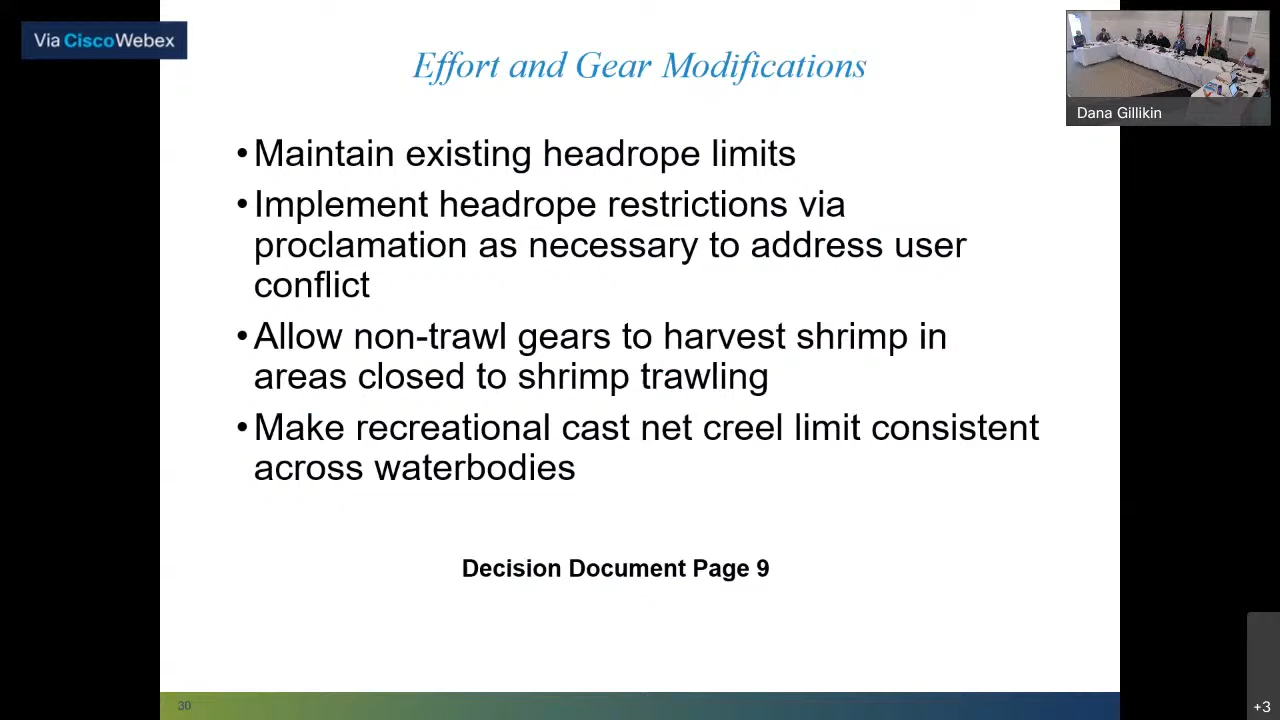 Via CiscoWebex
Effort and Gear Modifications
Dana Gillikin
•Maintain existing headrope limits
•Implement headrope restrictions via
proclamation as necessary to address user
conflict
•Allow non-trawl gears to harvest shrimp in
areas closed to shrimp trawling
•Make recreational cast net creel limit consistent
across waterbodies
Decision Document Page 9
30
+3